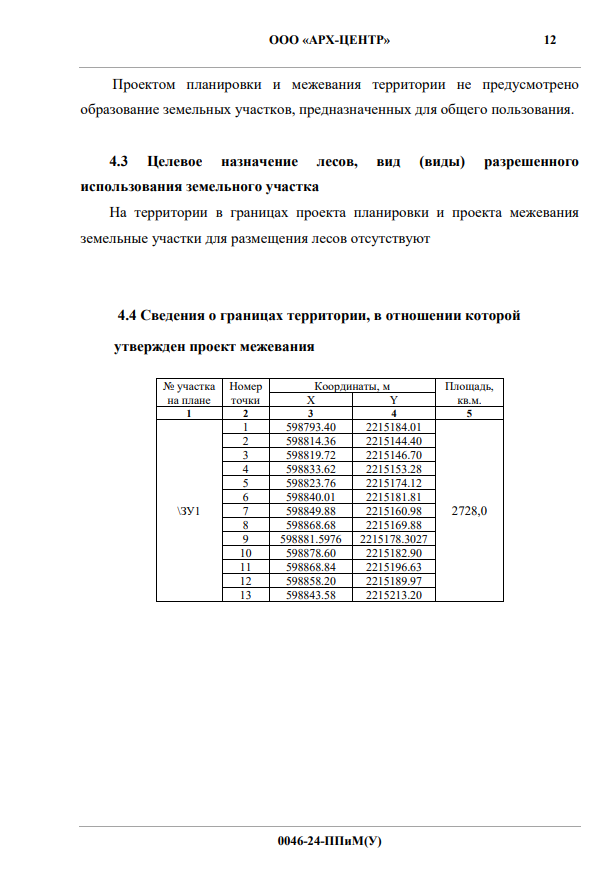 ООО «АРХ-ЦЕНТР» 12
Проектом планировки и межевания территории не предусмотрено
образование земельных участков, предназначенных для общего пользования.
4.3 Целевое назначение лесов, вид (виды) разрешенного
использования земельного участка
На территории в границах проекта планировки и проекта межевания
земельные участки для размещения лесов отсутствуют
4.4 Сведения о границах территории, в отношении которой
утвержден проект межевания
№ участка Номер Координаты, м Площадь,
на плане точки X Y кв.м.
1 2 3 4 5
1 598793.40 2215184.01
2 598814.36 2215144.40
3 598819.72 2215146.70
4 598833.62 2215153.28
5 598823.76 2215174.12
6 598840.01 2215181.81
\ЗУ1 7 598849.88 2215160.98 2728,0
8 598868.68 2215169.88
9 598881.5976 2215178.3027
10 598878.60 2215182.90
11 598868.84 2215196.63
12 598858.20 2215189.97
13 598843.58 2215213.20
0046-24-ППиМ(У)